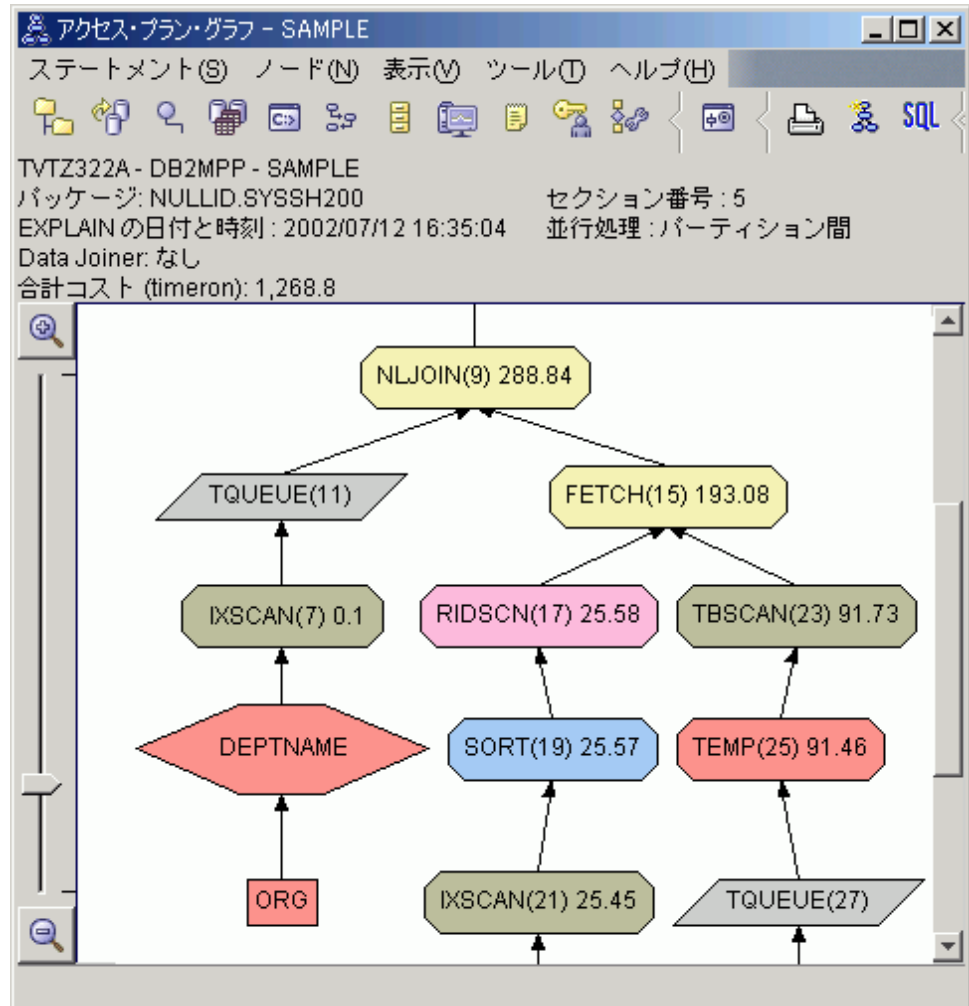 アクセス・プラン・グラフ - SAMPLE
ステートメント(S) ノード(N) 表示(V) ツール(T) ヘルプ(H)
C:>
SQL
TVTZ322A - DB2MPP - SAMPLE
パッケージ: NULLID.SYSSH200 セクション番号 : 5
EXPLAIN の日付と時刻 : 2002/07/12 16:35:04 並行処理 : パーティション間
Data Joiner: なし
合計コスト (timeron): 1,268.8
NLJOIN(9) 288.84
TQUEUE(11)
FETCH(15) 193.08
IXSCAN(7) 0.1
RIDSCN(17) 25.58
TBSCAN(23) 91.73
DEPTNAME
SORT(19) 25.57
TEMP(25) 91.46
ORG
IXSCAN(21) 25.45
TQUEUE(27)